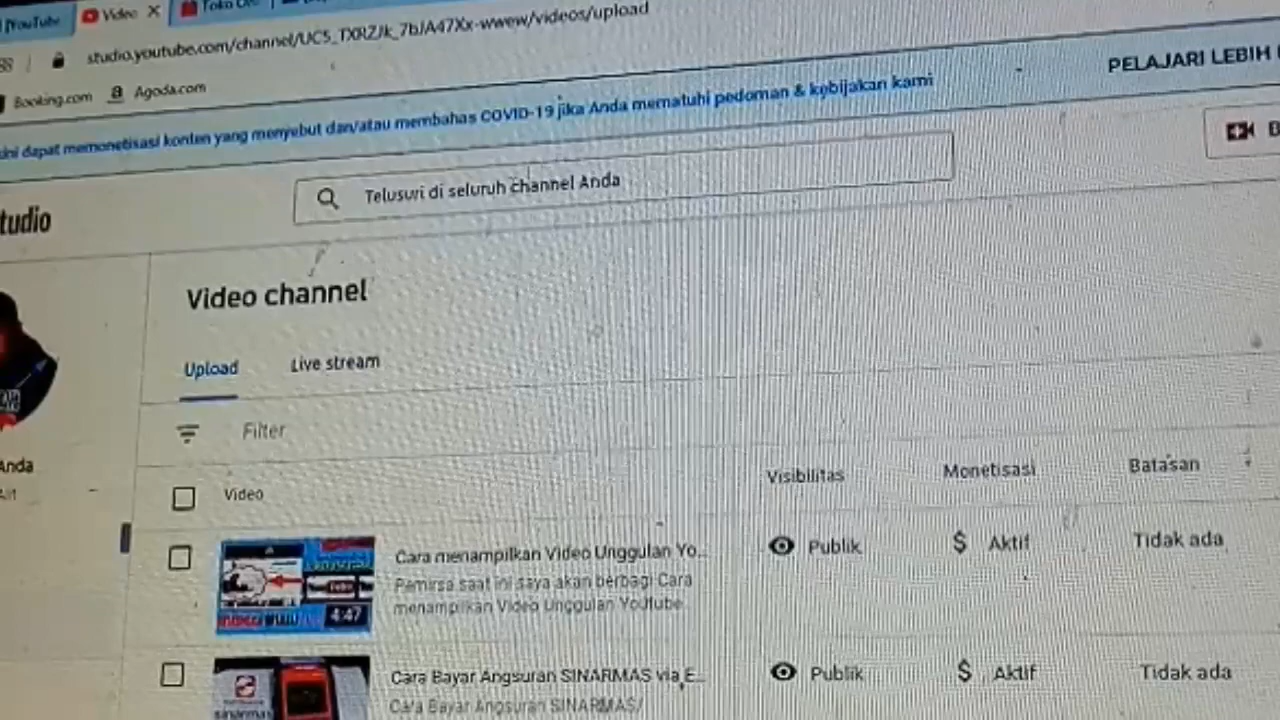 YouTube
Video
studio.youtube.com/channel/UC5_TXRZJk_7bJA47Xx-wwew/videos/upload
Booking.com
Agoda.com
dapat memonetisasi konten yang menyebut dan/atau membahas COVID-19 jika Anda mematuhi pedoman & kebijakan kami
PELAJARI LEBIH
tudio
Telusuri di seluruh channel Anda
Video channel
Upload
Live stream
Filter
Anda
Video
Visibilitas
Monetisasi
Batasan
Cara menampilkan Video Unggulan Yo...
Pemirsa saat ini saya akan berbagi Cara
menampilkan Video Unggulan Youtube
4:47
Publik
$ Aktif
Tidak ada
Cara Bayar Angsuran SINARMAS via E...
Cara Bayar Angsuran SINARMAS/
sinarmas
Publik
$ Aktif
Tidak ada